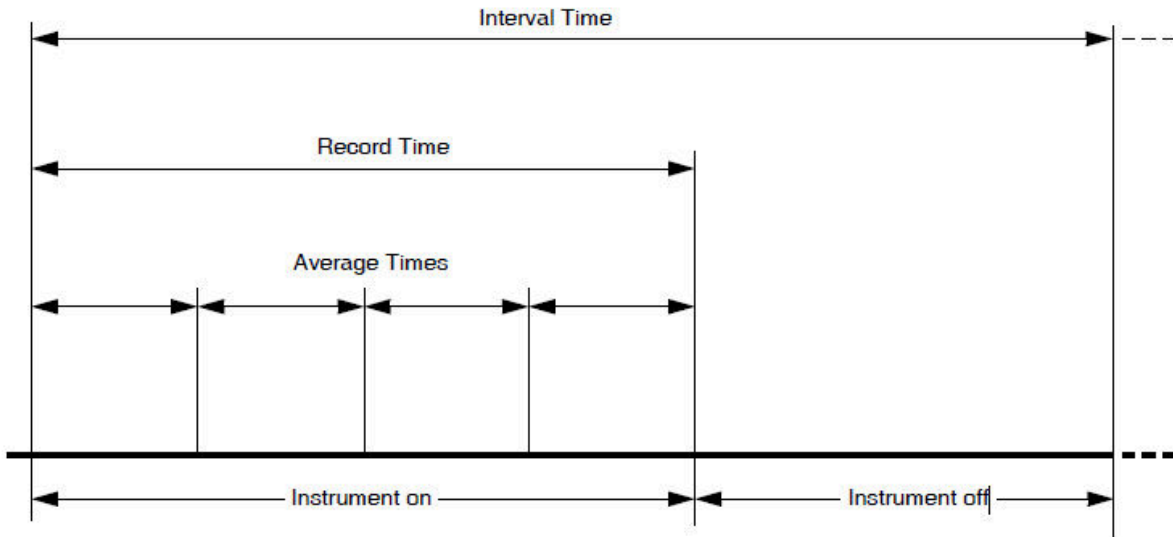 Interval Time
Record Time
Average Times
Instrument on
Instrument off